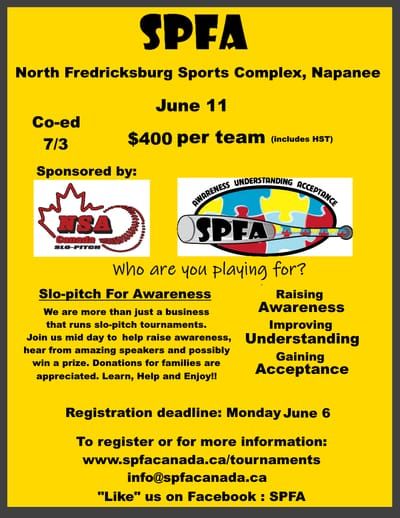 SPFA
North Fredricksburg Sports Complex, Napanee
June 11
Co-ed
7/3
$400 per team (includes HST)
Sponsored by:
NSA
Canada
SLO-PITCH
AWARENESS UNDERSTANDING ACCEPTANCE
SPFA
Who are you playing for?
Slo-pitch For Awareness
We are more than just a business
that runs slo-pitch tournaments.
Join us mid day to help raise awareness,
hear from amazing speakers and possibly
win a prize. Donations for families are
appreciated. Learn, Help and Enjoy!!
Raising
Awareness
Improving
Understanding
Gaining
Acceptance
Registration deadline: Monday June 6
To register or for more information:
www.spfacanada.ca/tournaments
info@spfacanada.ca
"Like" us on Facebook : SPFA